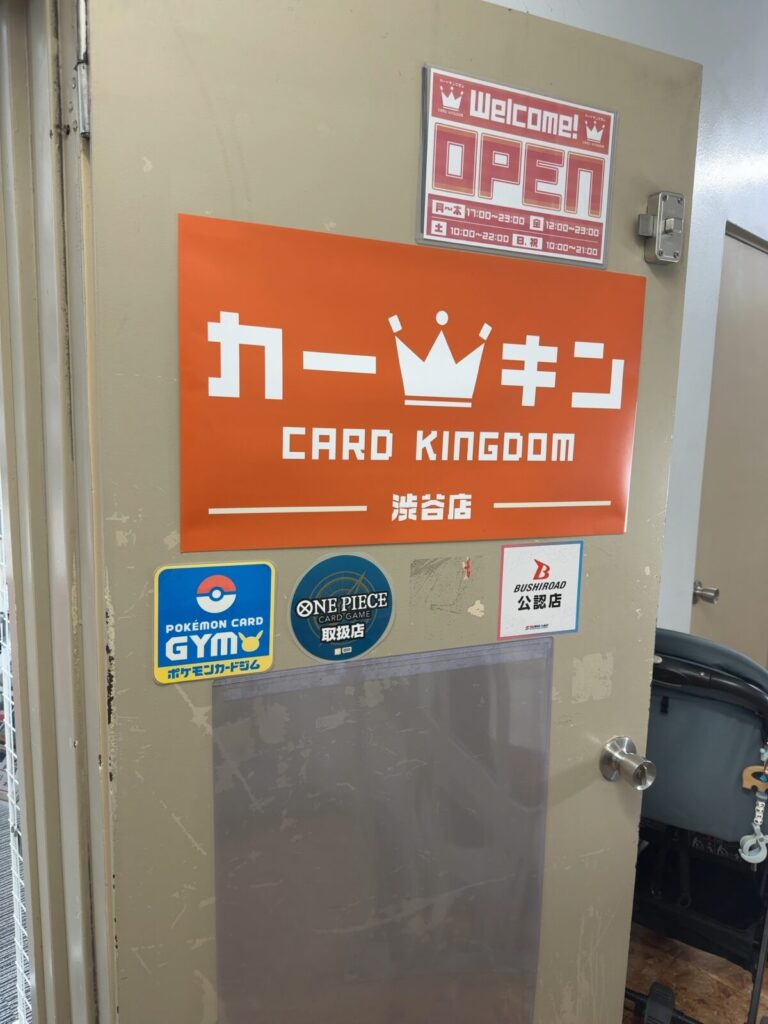 Welcome!
OPEN
月~木 17:00~23:00 金 12:00~23:00
土 10:00~22:00 日、祝 10:00~21:00
カーキン
CARD KINGDOM
渋谷店
POKÉMON CARD
GYM
ポケモンカードジム
ONE PIECE
CARD GAME
取扱店
BUSHIROAD
公認店